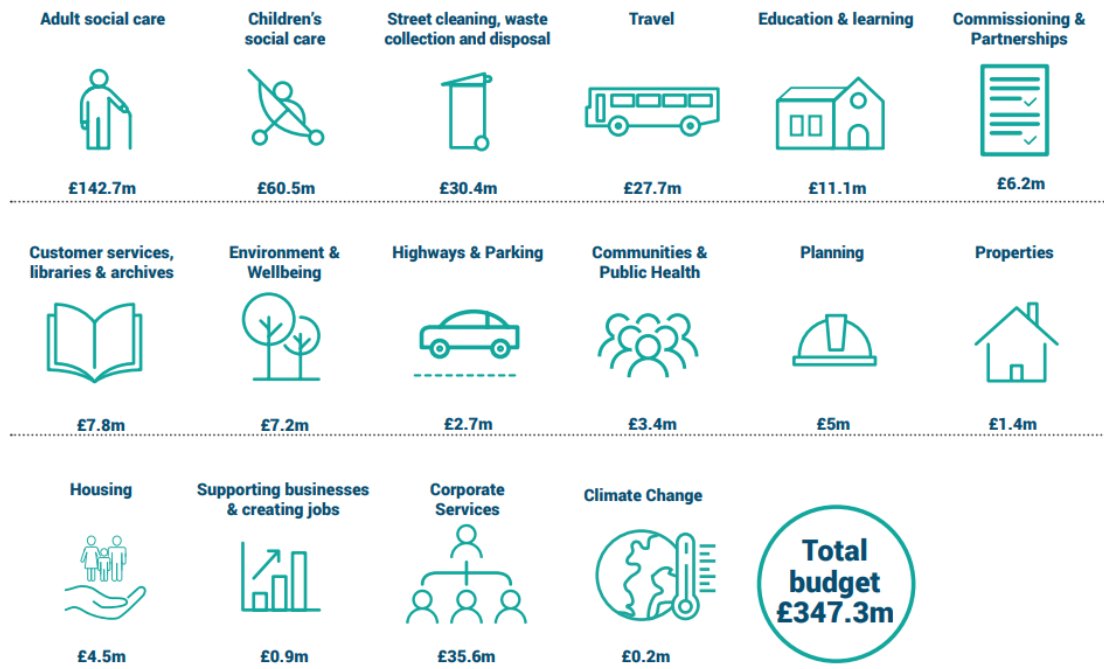 Adult social care
Children's
social care
Street cleaning, waste
collection and disposal
Travel
Education & learning
Commissioning &
Partnerships
£142.7m
£60.5m
£30.4m
£27.7m
£11.1m
£6.2m
Customer services,
libraries & archives
Environment &
Wellbeing
Highways & Parking
Communities &
Public Health
Planning
Properties
£7.8m
£7.2m
£2.7m
£3.4m
£5m
£1.4m
Housing
Supporting businesses
& creating jobs
Corporate
Services
Climate Change
Total
budget
£347.3m
£4.5m
£0.9m
£35.6m
£0.2m